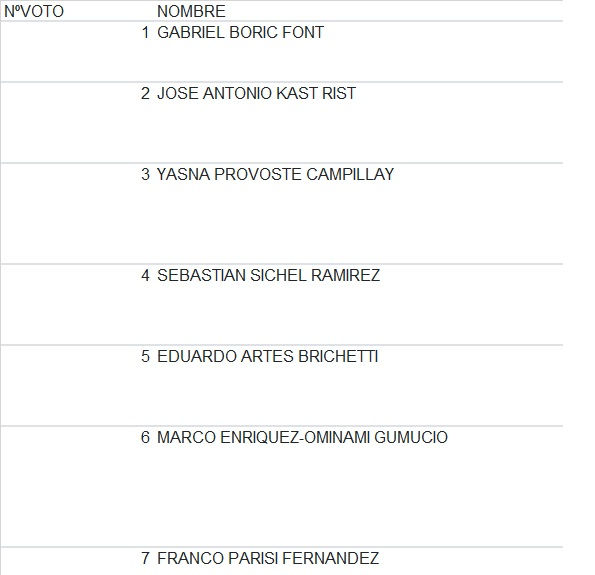 NºVOTO NOMBRE
1 GABRIEL BORIC FONT
2 JOSE ANTONIO KAST RIST
3 YASNA PROVOSTE CAMPILLAY
4 SEBASTIAN SICHEL RAMIREZ
5 EDUARDO ARTES BRICHETTI
6 MARCO ENRIQUEZ-OMINAMI GUMUCIO
7 FRANCO PARISI FERNANDEZ